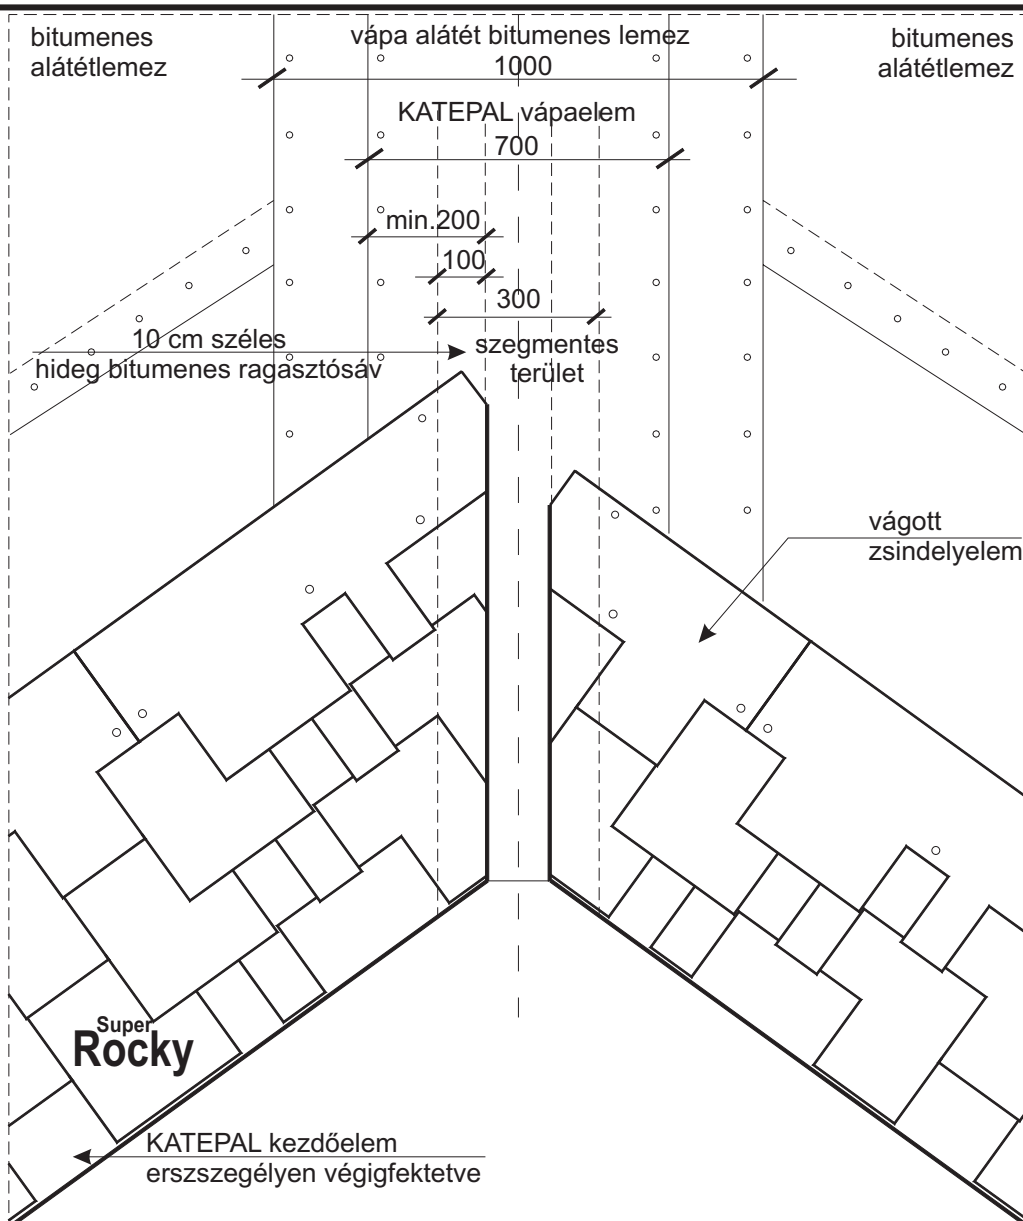 bitumenes
alátétlemez
vápa alátét bitumenes lemez
1000
bitumenes
alátétlemez
KATEPAL vápaelem
700
min.200
100
300
10 cm széles
hideg bitumenes ragasztósáv
szegmentes
terület
vágott
zsindelyelem
Super
Rocky
KATEPAL kezdőelem
erszszegélyen végigfektetve